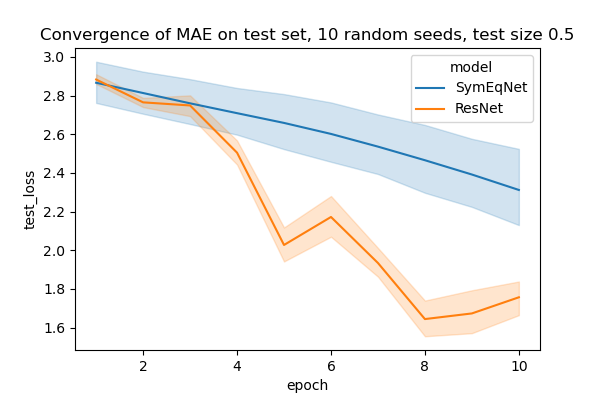 Convergence of MAE on test set, 10 random seeds, test size 0.5
model
SymEqNet
ResNet
3.0
2.8
2.6
2.4
2.2
2.0
1.8
1.6
test_loss
2
4
6
8
10
epoch